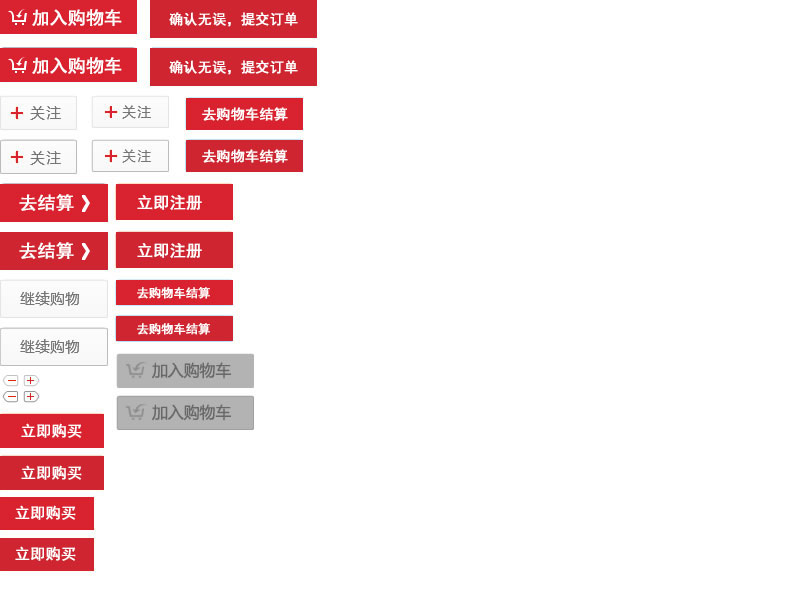 加入购物车
确认无误，提交订单
加入购物车
确认无误，提交订单
关注
关注
去购物车结算
关注
关注
去购物车结算
去结算 》
立即注册
去结算 》
立即注册
继续购物
去购物车结算
去购物车结算
继续购物
加入购物车
加入购物车
立即购买
立即购买
立即购买
立即购买